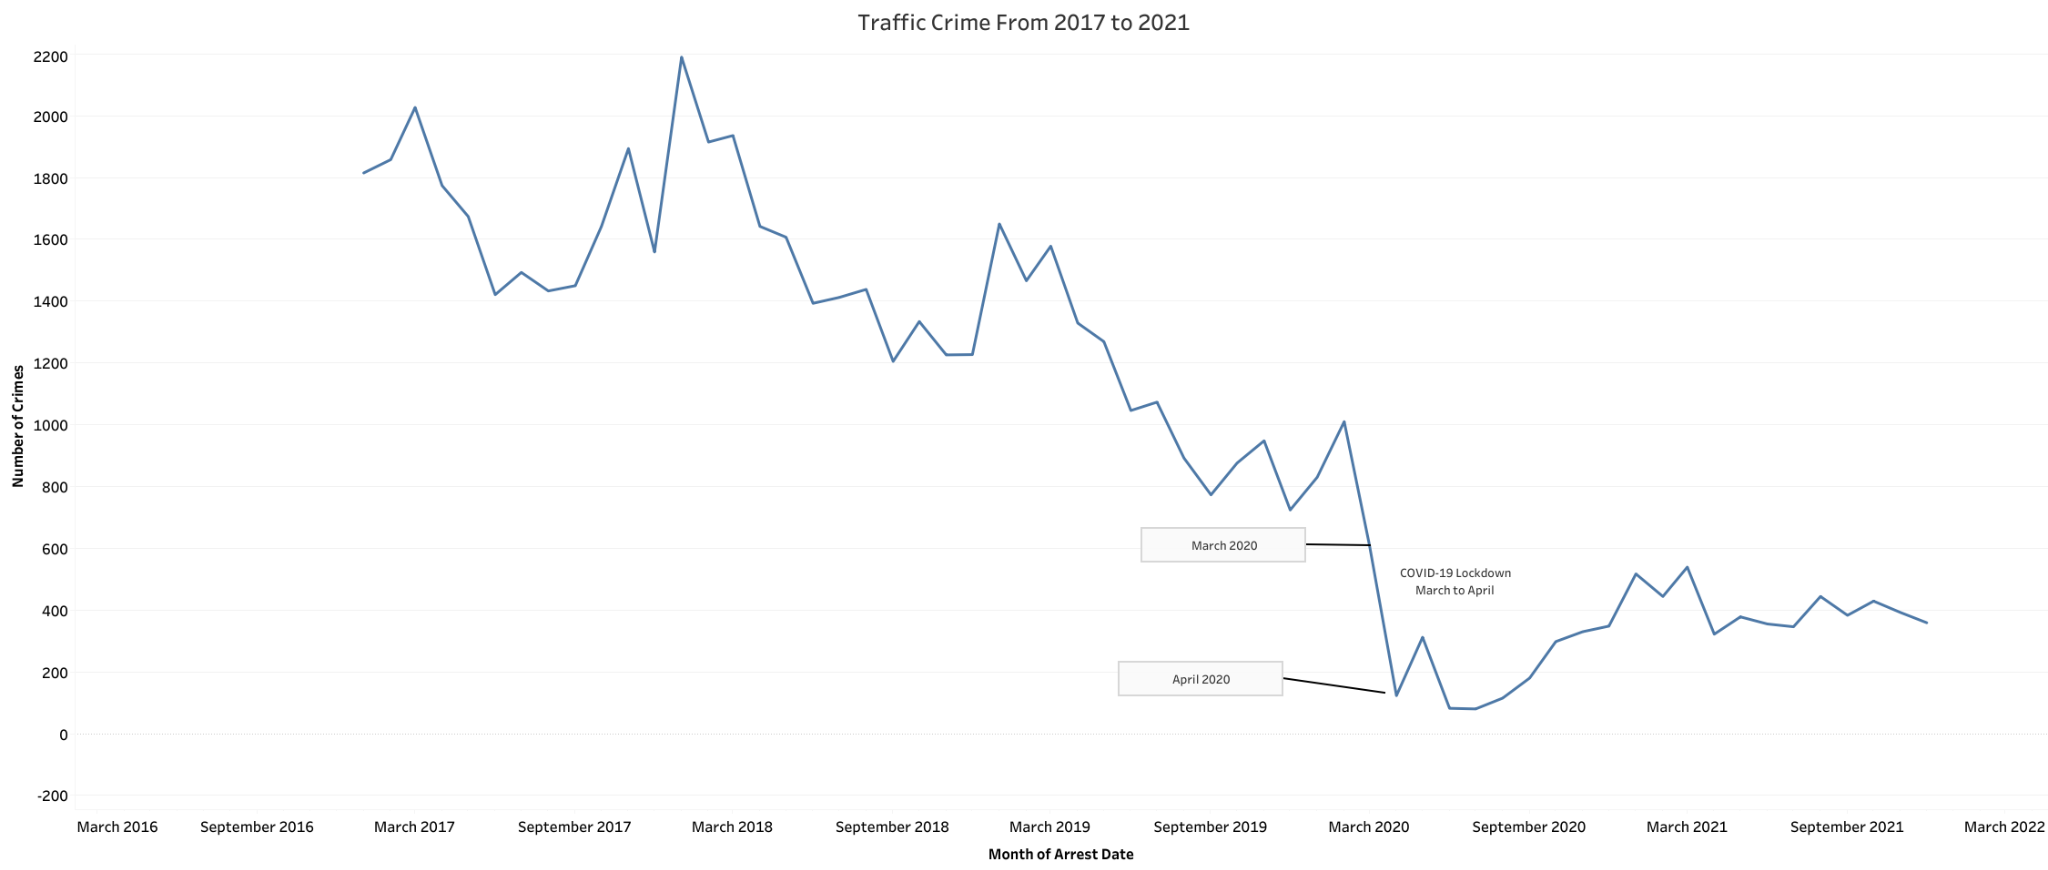 Traffic Crime From 2017 to 2021
2200
2000
1800
1600
1400
1200
1000
800
600
400
200
0
-200
Number of Crimes
March 2020
COVID-19 Lockdown
March to April
April 2020
March 2016 September 2016 March 2017 September 2017 March 2018 September 2018 March 2019 September 2019 March 2020 September 2020 March 2021 September 2021 March 2022
Month of Arrest Date